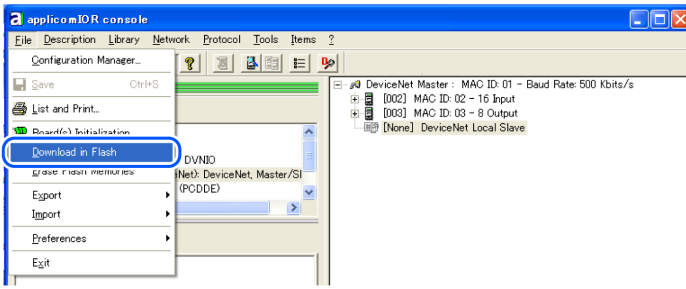 applicomIOR console
File Description Library Network Protocol Tools Items ?
Configuration Manager...
Save Ctrl+S
List and Print...
Board(s) Initialization
Download in Flash
Erase Flash Memories
Export
Import
Preferences
Exit
DVNIO
Net): DeviceNet, Master/Sl
(PCDDE)
DeviceNet Master : MAC ID: 01 - Baud Rate: 500 Kbits/s
[002] MAC ID: 02 - 16 Input
[003] MAC ID: 03 - 8 Output
[None] DeviceNet Local Slave